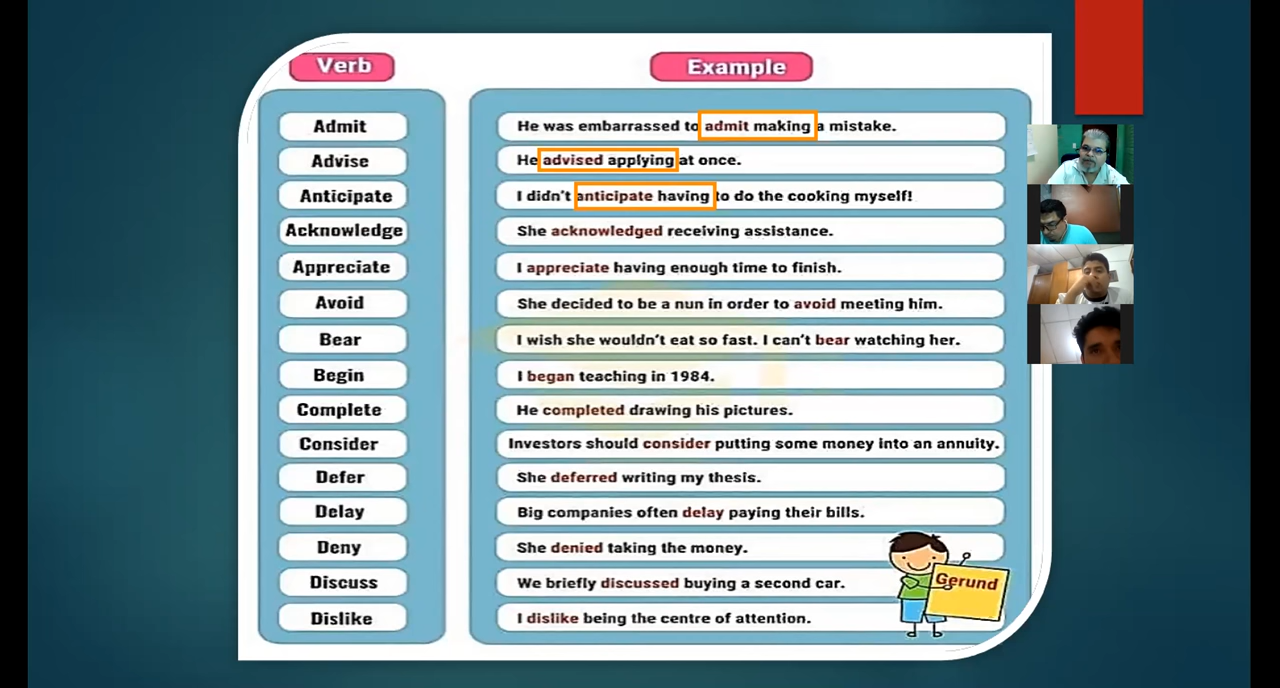 Verb Example
Admit He was embarrassed to admit making a mistake.
Advise He advised applying at once.
Anticipate I didn't anticipate having to do the cooking myself!
Acknowledge She acknowledged receiving assistance.
Appreciate I appreciate having enough time to finish.
Avoid She decided to be a nun in order to avoid meeting him.
Bear I wish she wouldn't eat so fast. I can't bear watching her.
Begin I began teaching in 1984.
Complete He completed drawing his pictures.
Consider Investors should consider putting some money into an annuity.
Defer She deferred writing my thesis.
Delay Big companies often delay paying their bills.
Deny She denied taking the money.
Discuss We briefly discussed buying a second car.
Dislike I dislike being the centre of attention.
Gerund